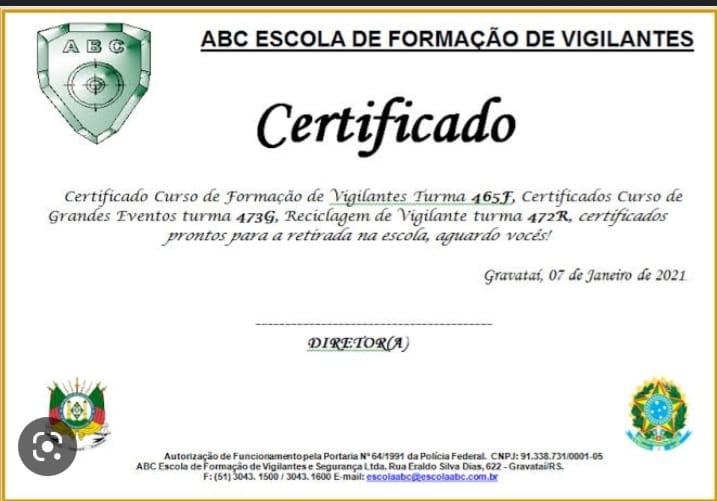 ABC
ABC ESCOLA DE FORMAÇÃO DE VIGILANTES
Certificado
Certificado Curso de Formação de Vigilantes Turma 465F, Certificados Curso de
Grandes Eventos turma 473G, Reciclagem de Vigilante turma 472R, certificados
prontos para a retirada na escola, aguardo vocés!
Gravataí, 07 de Janeiro de 2021
DIRETOR(A)
Autorização de Funcionamento pela Portaria Nº 64/1991 da Polícia Federal. CNPJ: 91.338.731/0001-05
ABC Escola de Formação de Vigilantes e Segurança Ltda. Rua Eraldo Silva Dias, 622 - Gravataí/RS.
F: (51) 3043. 1500 / 3043. 1600 E-mail: escolaabc@escolaabc.com.br